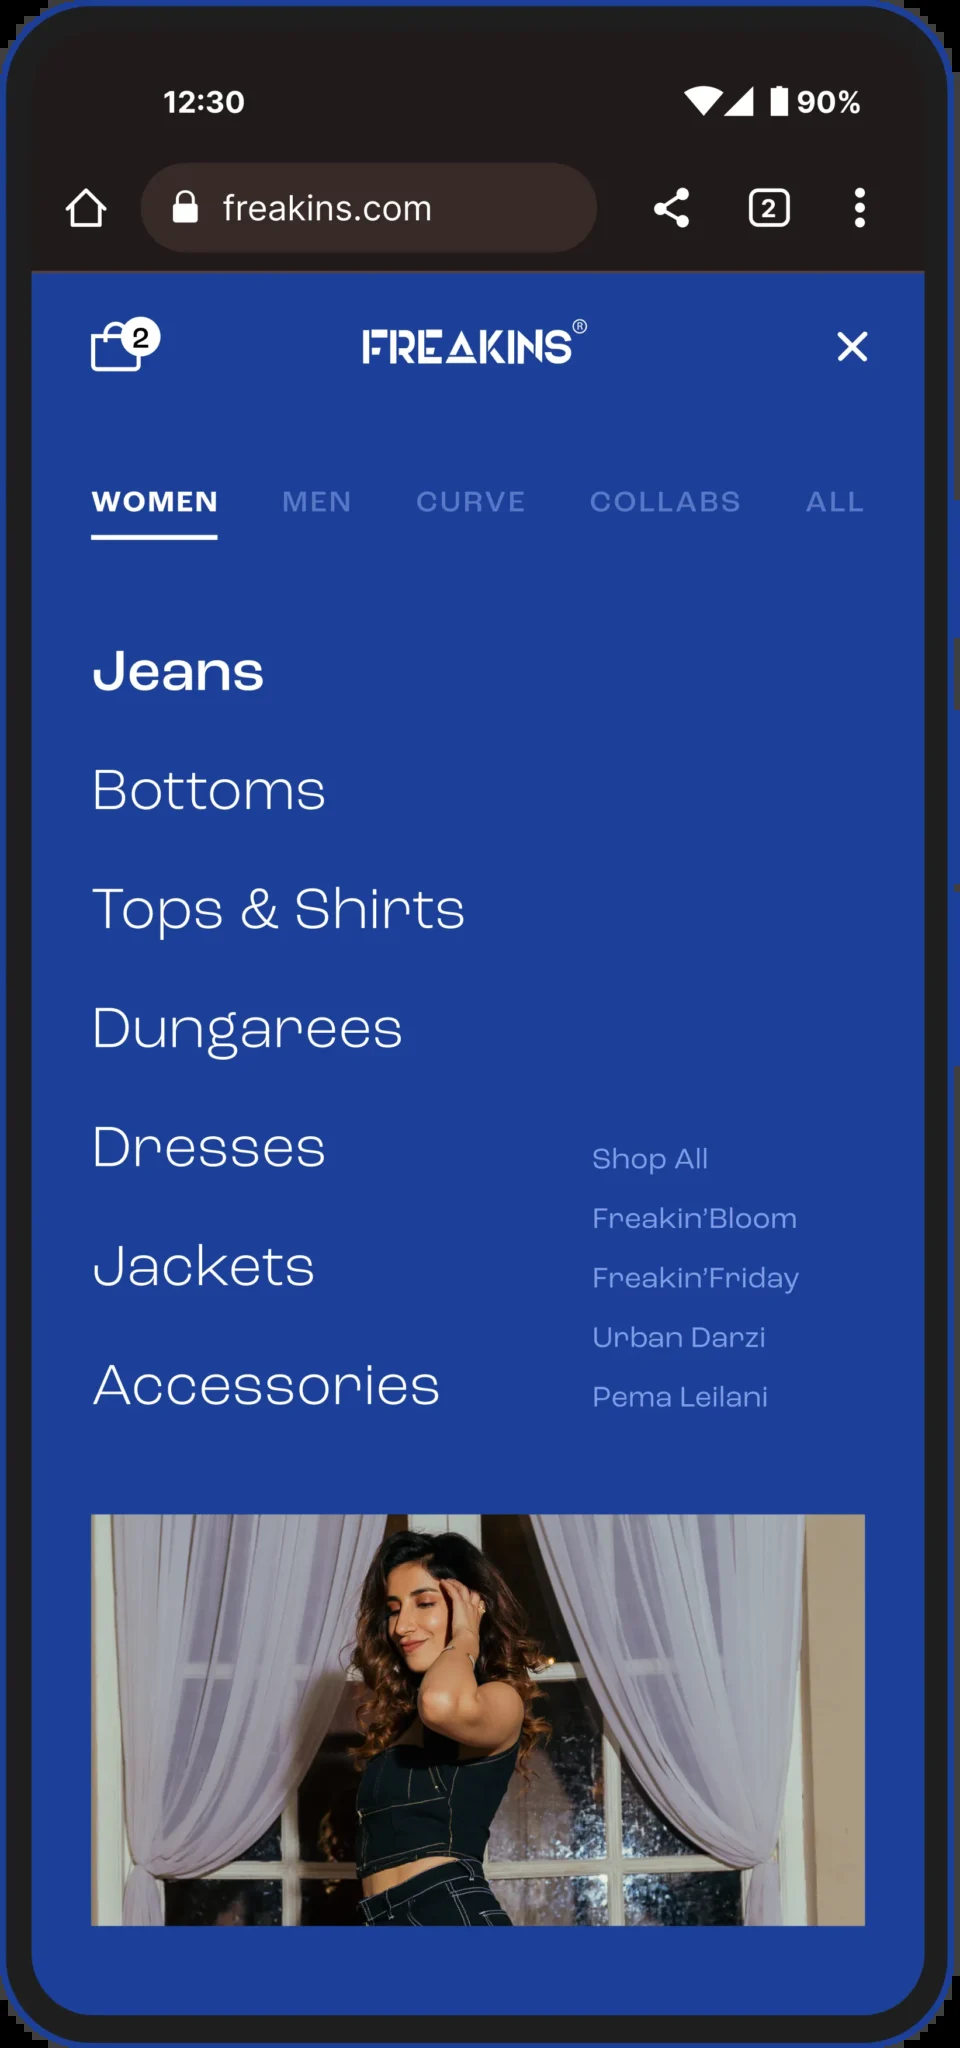 12:30 90%
freakins.com 2
2 FREAKINS®
WOMEN MEN CURVE COLLABS ALL
Jeans
Bottoms
Tops & Shirts
Dungarees
Dresses
Jackets
Accessories
Shop All
Freakin’Bloom
Freakin’Friday
Urban Darzi
Pema Leilani